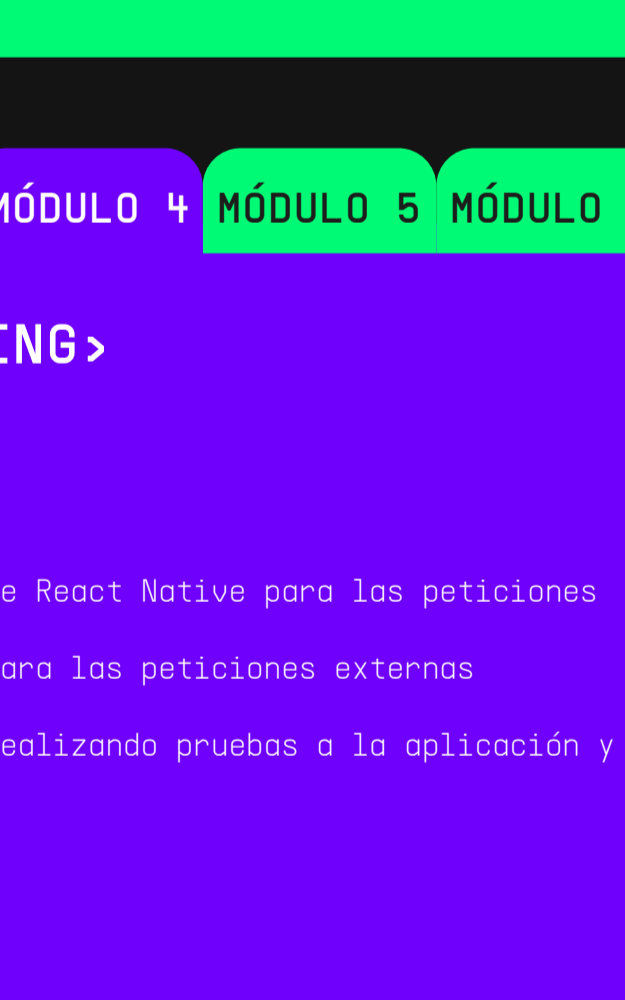 MÓDULO 4 MÓDULO 5 MÓDULO
ING>
e React Native para las peticiones
ara las peticiones externas
ealizando pruebas a la aplicación y